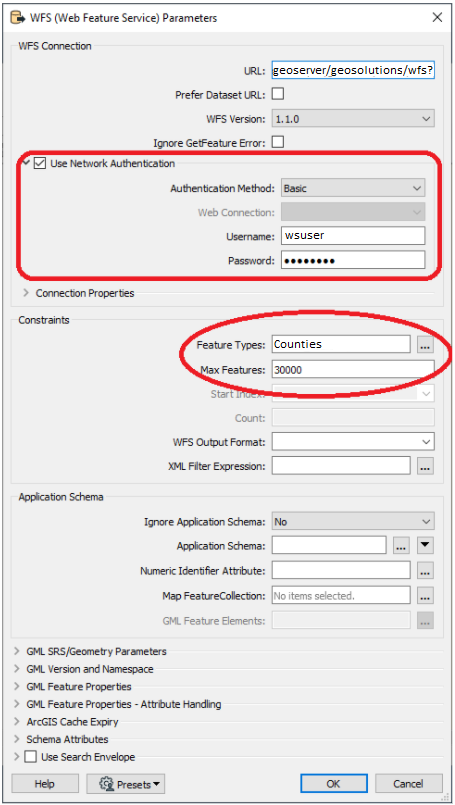 WFS (Web Feature Service) Parameters
WFS Connection
URL: geoserver/geosolutions/wfs?
Prefer Dataset URL:
WFS Version: 1.1.0
Ignore GetFeature Error:
Use Network Authentication
Authentication Method: Basic
Web Connection:
Username: wsuser
Password: ●●●●●●●●
Connection Properties
Constraints
Feature Types: Counties ...
Max Features: 30000
Start Index:
Count:
WFS Output Format:
XML Filter Expression: ...
Application Schema
Ignore Application Schema: No
Application Schema: ...
Numeric Identifier Attribute: ...
Map FeatureCollection: No items selected. ...
GML Feature Elements: ...
GML SRS/Geometry Parameters
GML Version and Namespace
GML Feature Properties
GML Feature Properties - Attribute Handling
ArcGIS Cache Expiry
Schema Attributes
Use Search Envelope
Help Presets OK Cancel